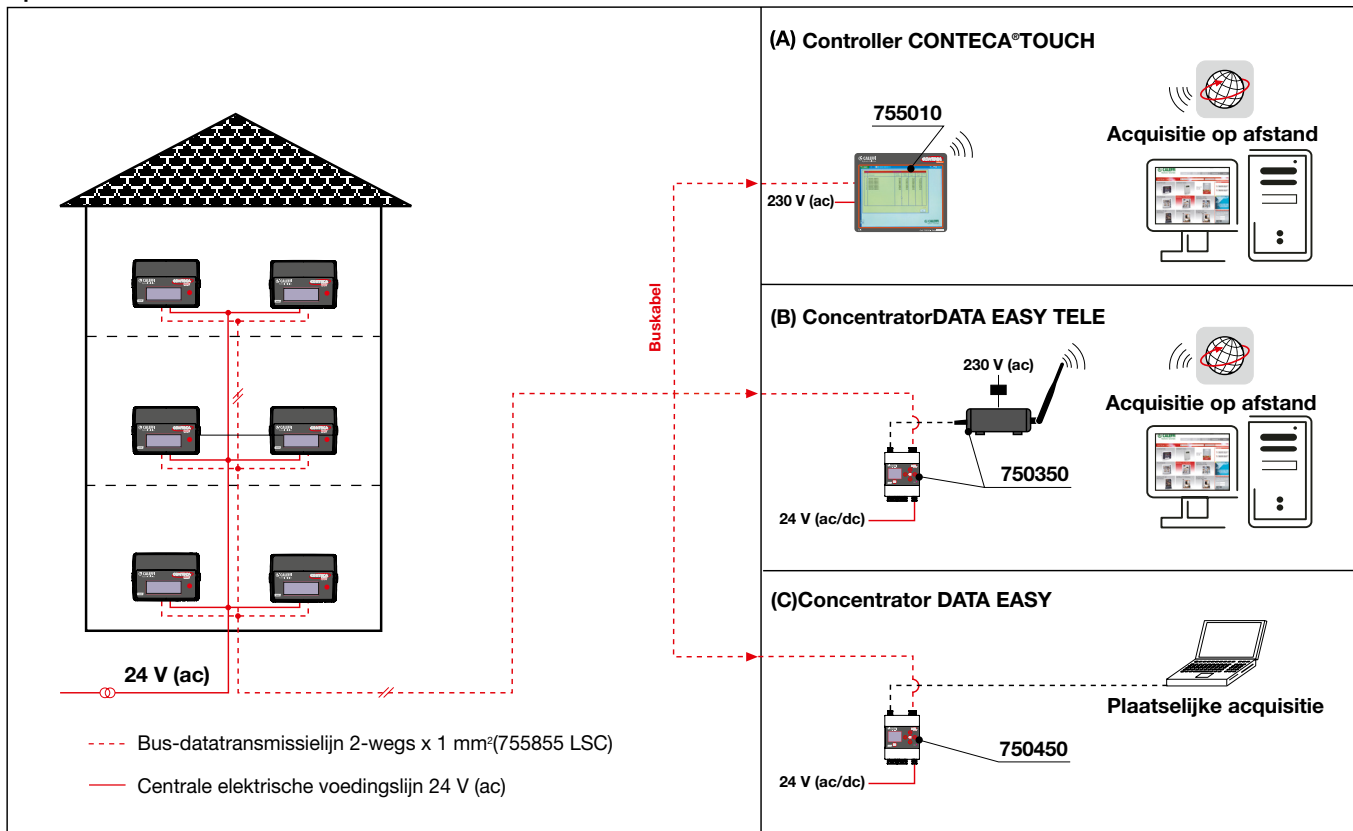 (A) Controller CONTECA®TOUCH
755010
230 V (ac)
Acquisitie op afstand
Buskabel
(B) ConcentratorDATA EASY TELE
230 V (ac)
750350
24 V (ac/dc)
Acquisitie op afstand
(C)Concentrator DATA EASY
750450
24 V (ac/dc)
Plaatselijke acquisitie
24 V (ac)
Bus-datatransmissielijn 2-wegs x 1 mm²(755855 LSC)
Centrale elektrische voedingslijn 24 V (ac)